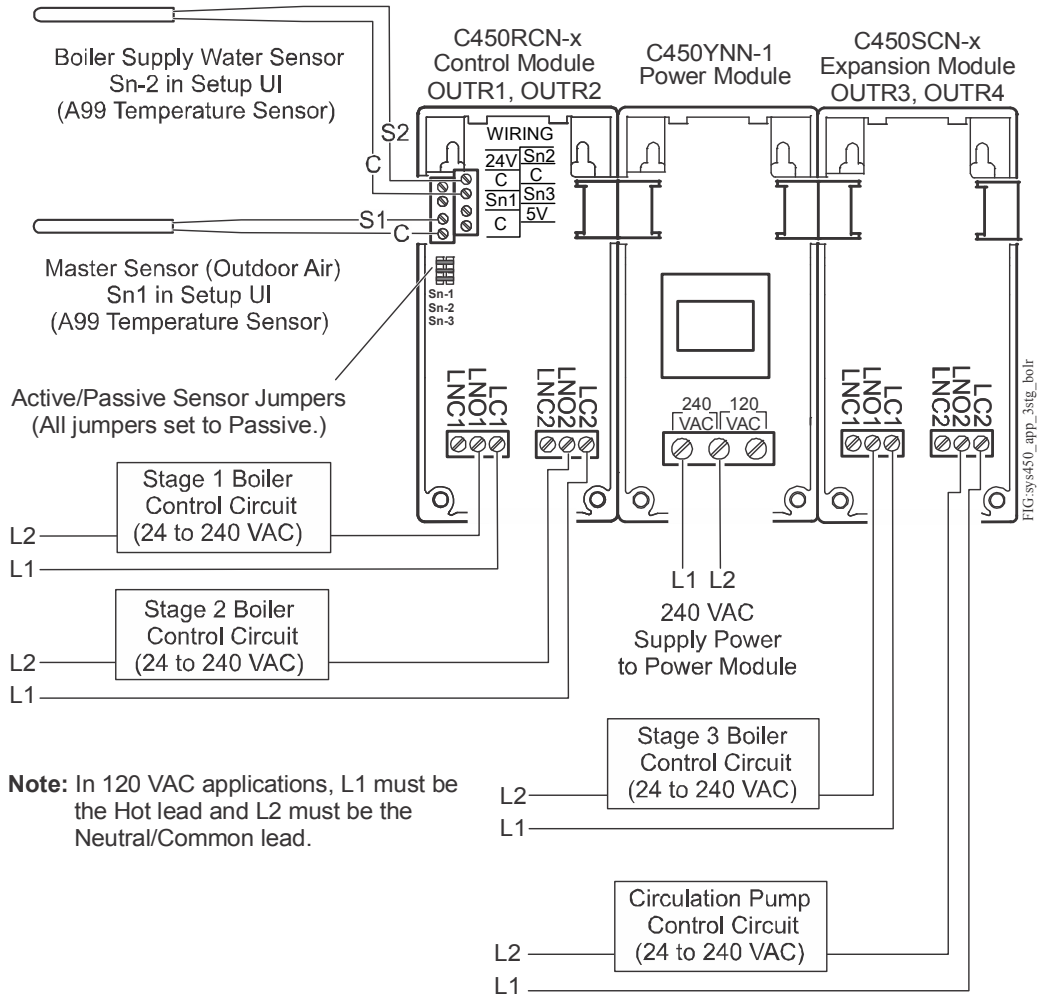 C450RCN-x
Control Module
OUTR1, OUTR2
C450YNN-1
Power Module
C450SCN-x
Expansion Module
OUTR3, OUTR4
Boiler Supply Water Sensor
Sn-2 in Setup UI
(A99 Temperature Sensor)
S2
C
WIRING
24V Sn2
C C
Sn1 Sn3
C 5V
S1
C
Master Sensor (Outdoor Air)
Sn1 in Setup UI
(A99 Temperature Sensor)
Sn-1
Sn-2
Sn-3
Active/Passive Sensor Jumpers
(All jumpers set to Passive.)
LNC1
LNO1
LC1
LNC2
LNO2
LC2
240 VAC
120 VAC
LNC1
LNO1
LC1
LNC2
LNO2
LC2
FIG:sys450_app_3stg_bolr
Stage 1 Boiler
Control Circuit
(24 to 240 VAC)
L2
L1
Stage 2 Boiler
Control Circuit
(24 to 240 VAC)
L2
L1
L1 L2
240 VAC
Supply Power
to Power Module
Note: In 120 VAC applications, L1 must be
the Hot lead and L2 must be the
Neutral/Common lead.
Stage 3 Boiler
Control Circuit
(24 to 240 VAC)
L2
L1
Circulation Pump
Control Circuit
(24 to 240 VAC)
L2
L1